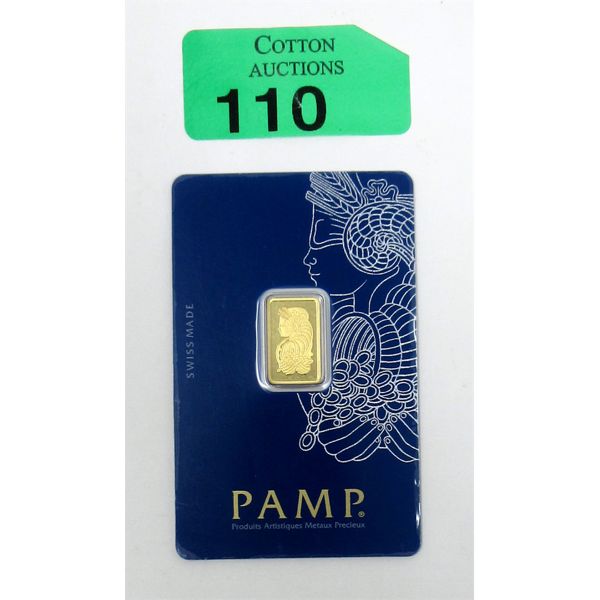 COTTON
AUCTIONS
110
SWISS MADE
PAMP®
Produits Artistiques Metaux Precieux